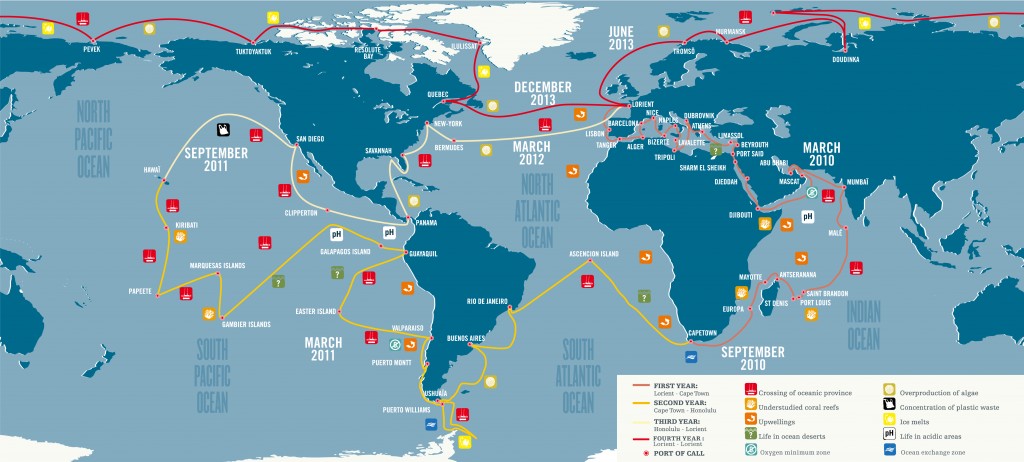 JUNE
2013
MURMANSK
TROMSÖ
PEVEK
TUKTOYAKTUK
RESOLUTE
BAY
ILULISSAT
DOUDINKA
QUEBEC
DECEMBER
2013
LORIENT
NICE
DUBROVNIK
BARCELONA
NAPLES
ATHENS
NEW-YORK
LISBON
LIMASSOL
NORTH
PACIFIC
OCEAN
SAN DIEGO
BERMUDES
MARCH
2012
TANGER
ALGER
BIZERTE
LAVALETTE
BEYROUTH
SEPTEMBER
2011
SAVANNAH
TRIPOLI
PORT SAID
MARCH
2010
ABU DHABI
SHARM EL SHEIKH
HAWAÏ
NORTH
ATLANTIC
OCEAN
DJEDDAH
MASCAT
MUMBAÏ
CLIPPERTON
PANAMA
DJIBOUTI
KIRIBATI
pH
pH
pH
MALE
GALAPAGOS ISLAND
GUAYAQUIL
ASCENCION ISLAND
MARQUESAS ISLANDS
?
?
?
?
MAYOTTE
ANTSERANANA
PAPEETE
SAINT BRANDON
RIO DE JANEIRO
ST DENIS
PORT LOUIS
EASTER ISLAND
EUROPA
GAMBIER ISLANDS
INDIAN
OCEAN
VALPARAISO
CAPETOWN
MARCH
2011
BUENOS AIRES
SEPTEMBER
2010
SOUTH
PACIFIC
OCEAN
SOUTH
ATLANTIC
OCEAN
PUERTO MONTT
USHUAÏA
PUERTO WILLIAMS
FIRST YEAR:
Lorient - Cape Town
SECOND YEAR:
Cape Town - Honolulu
THIRD YEAR:
Honolulu - Lorient
FOURTH YEAR :
Lorient - Lorient
PORT OF CALL
Crossing of oceanic province
Understudied coral reefs
Upwellings
? Life in ocean deserts
Oxygen minimum zone
Overproduction of algae
Concentration of plastic waste
Ice melts
pH Life in acidic areas
Ocean exchange zone